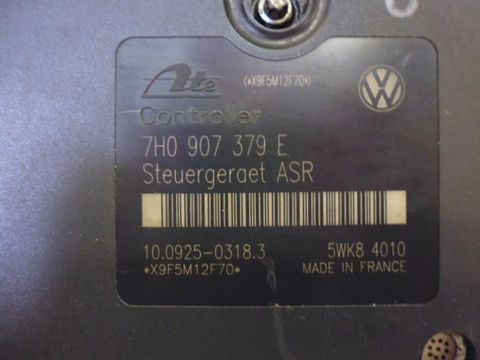 Ate
(*X9F5M12F70*)
Controller
7H0 907 379 E
Steuergeraet ASR
10.0925-0318.3
5WK8 4010
*X9F5M12F70*
MADE IN FRANCE